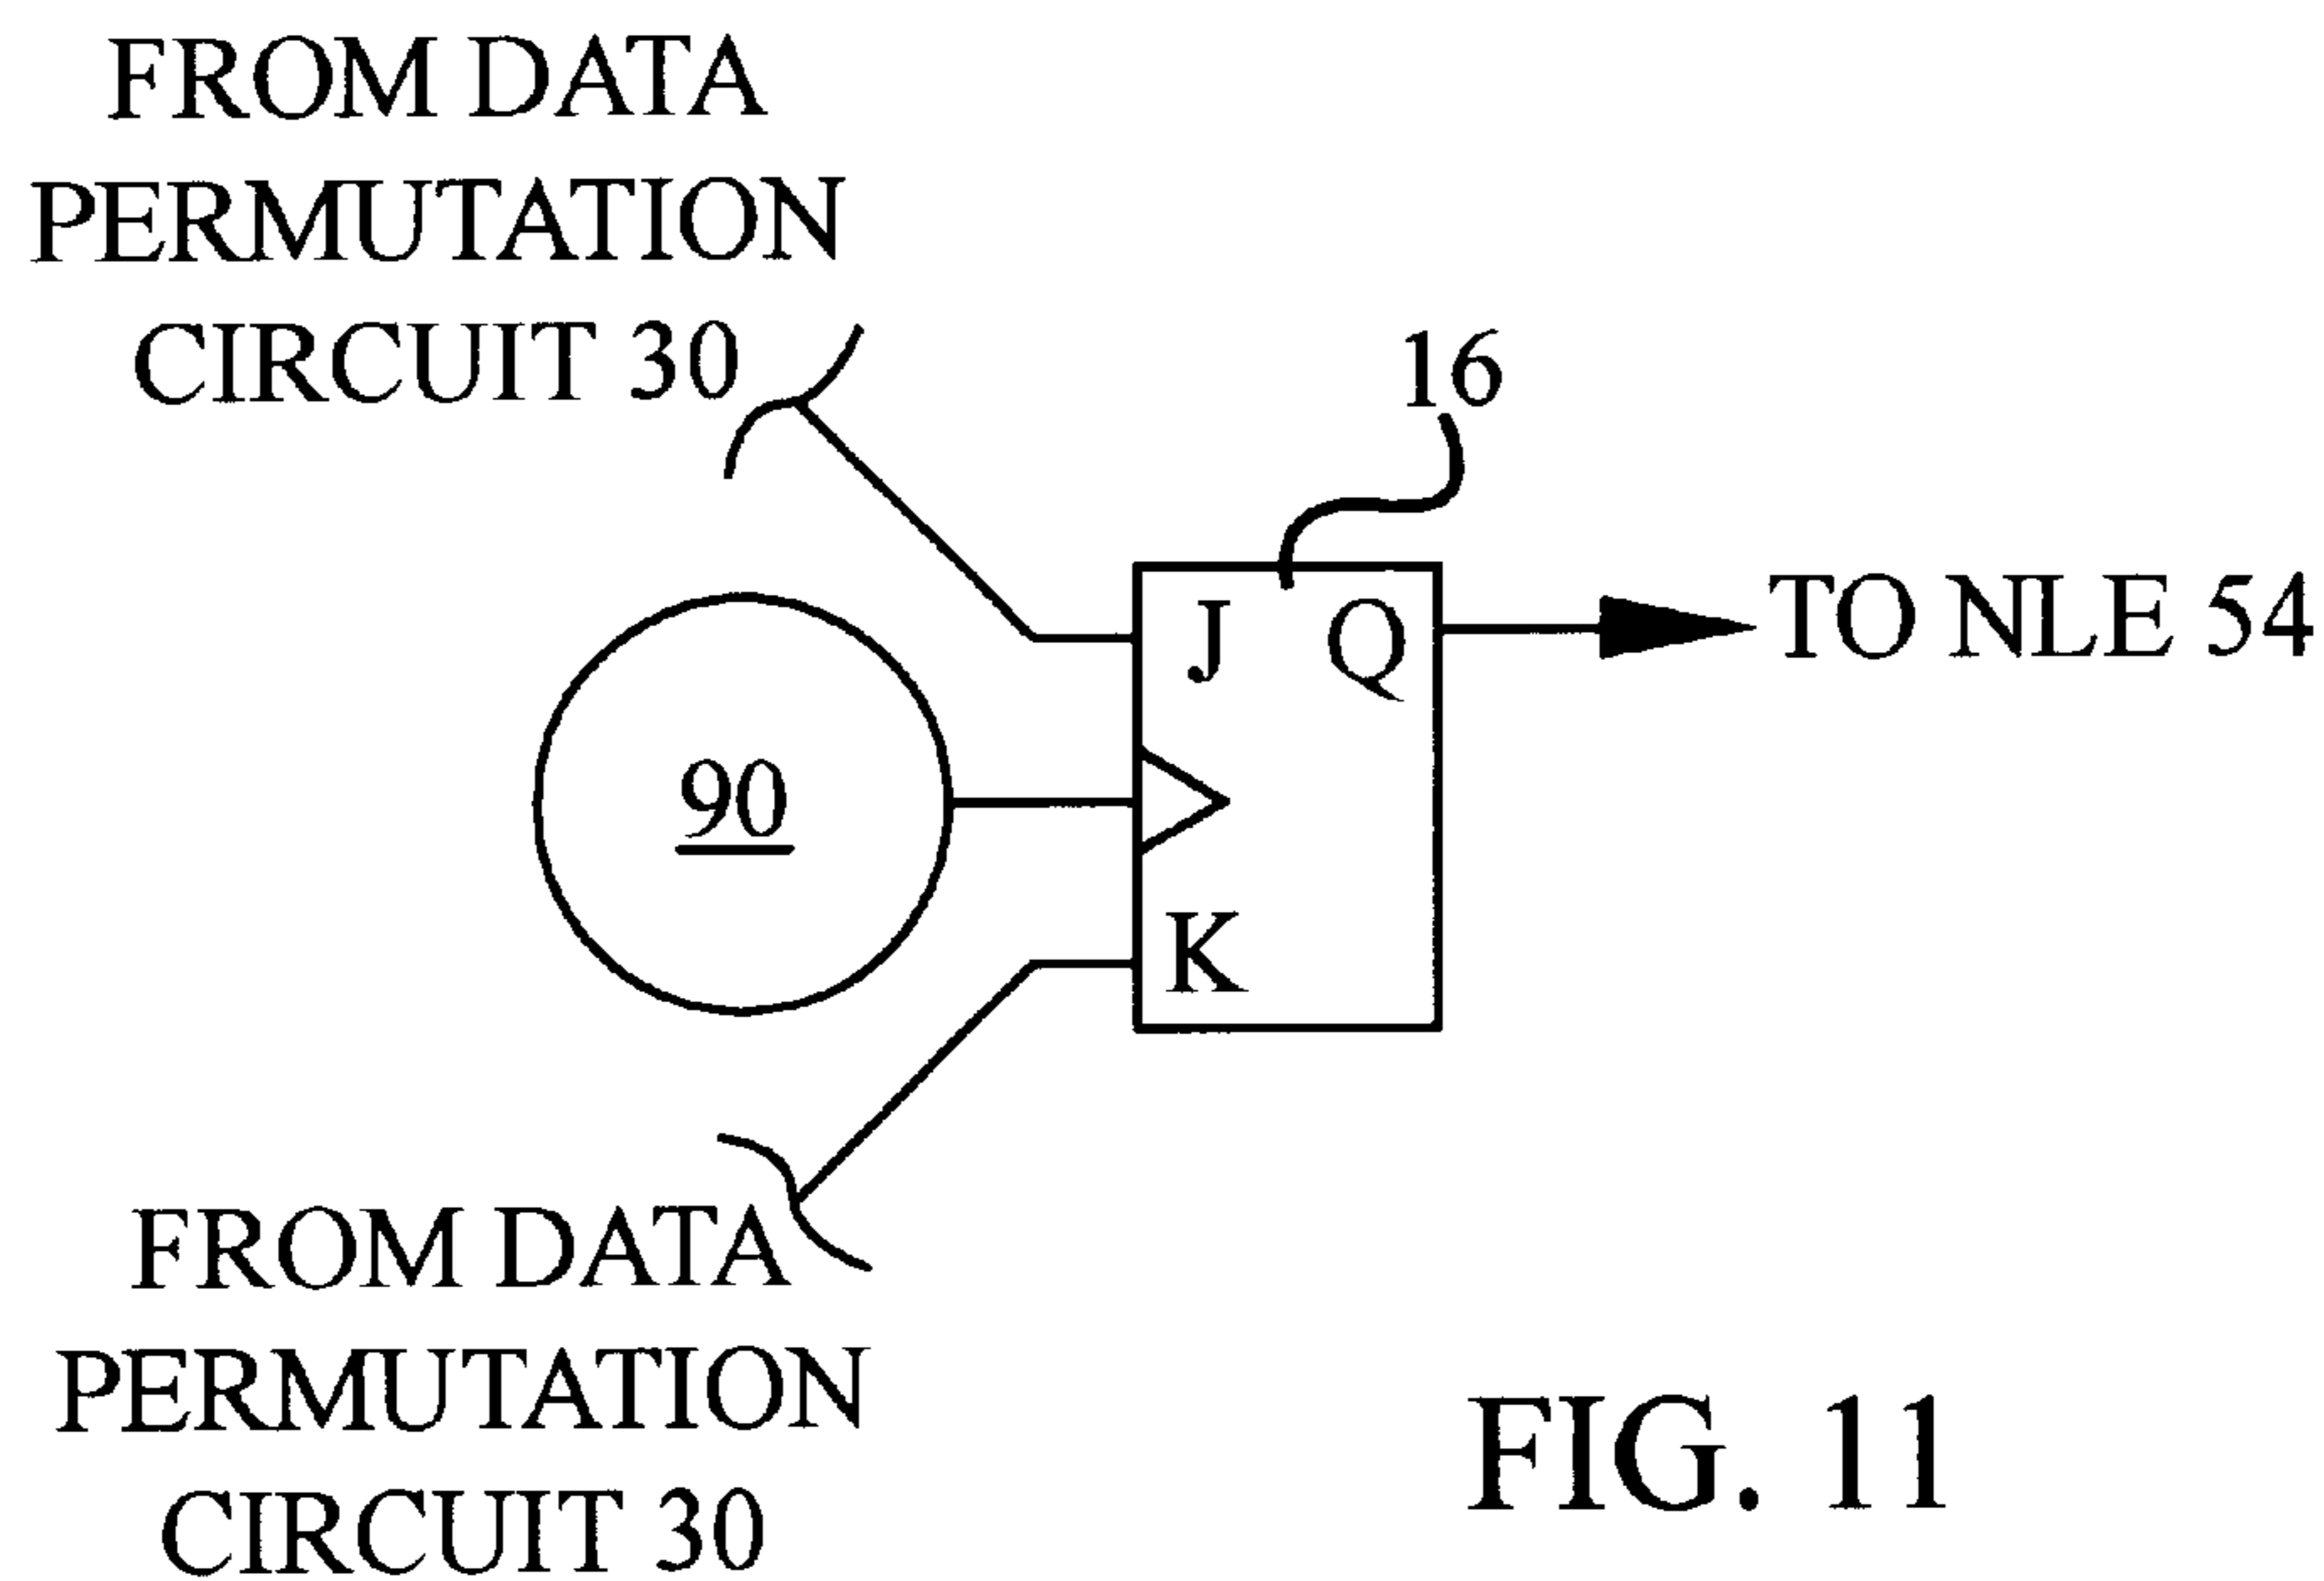 FROM DATA
PERMUTATION
CIRCUIT 30
16
J Q
TO NLE 54
90
K
FROM DATA
PERMUTATION
CIRCUIT 30
FIG. 11